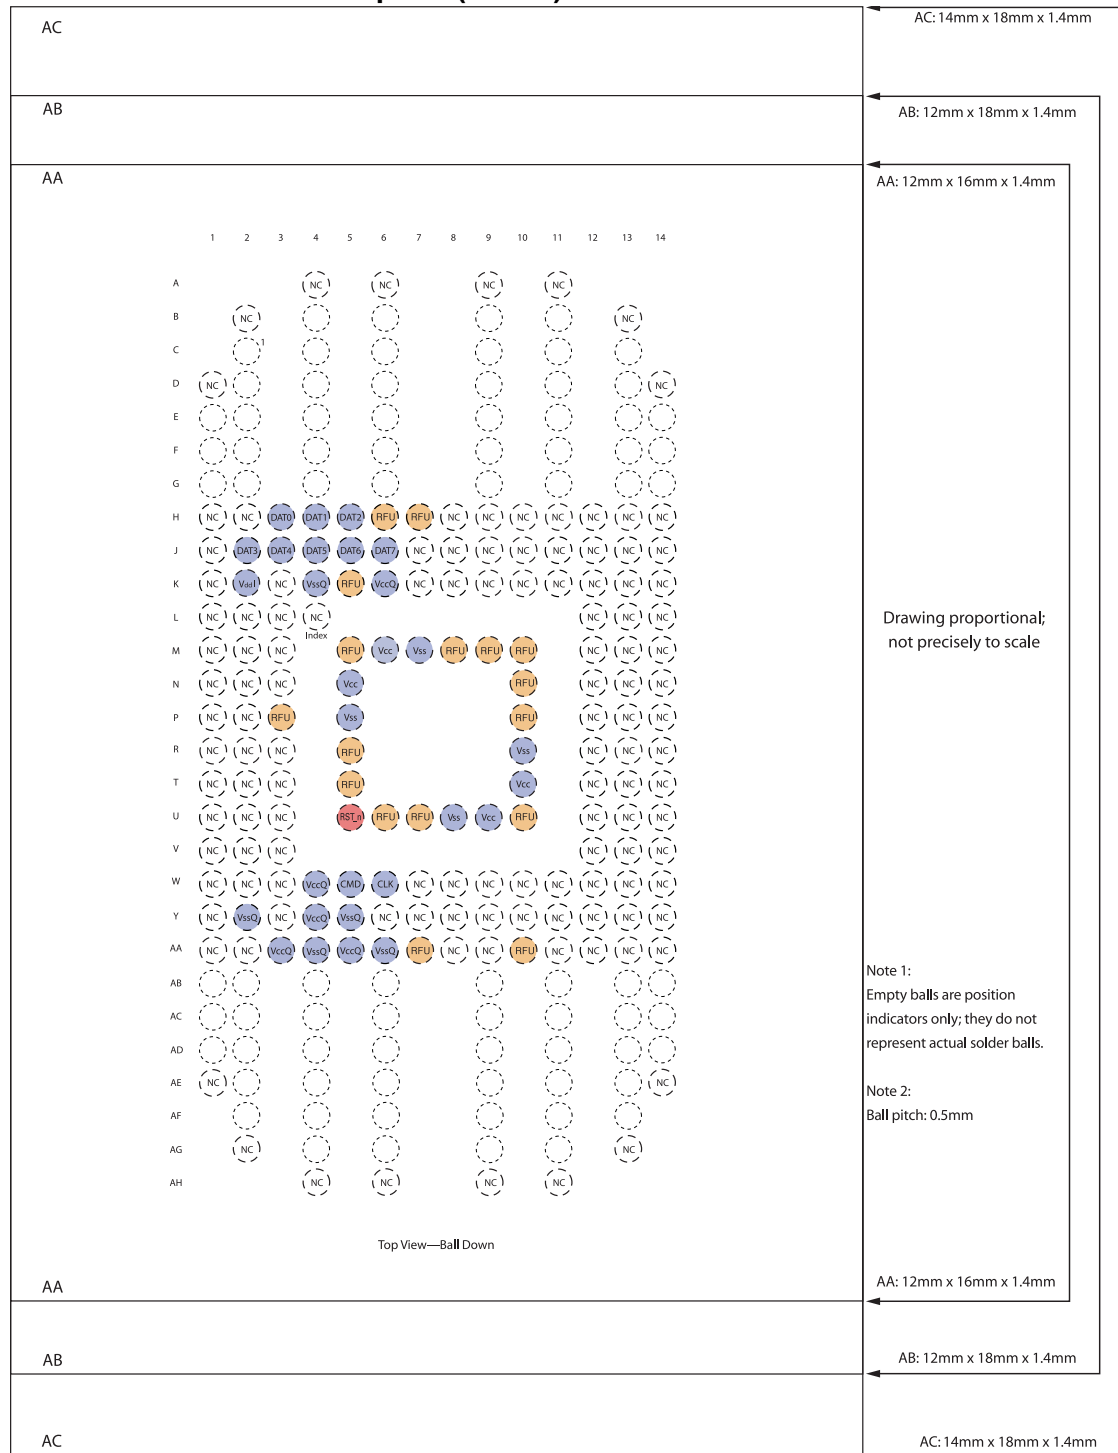 AC
AC: 14mm x 18mm x 1.4mm
AB
AB: 12mm x 18mm x 1.4mm
AA
AA: 12mm x 16mm x 1.4mm
1 2 3 4 5 6 7 8 9 10 11 12 13 14
A NC NC NC NC
B NC NC
C 1
D NC NC
E
F
G
H NC NC DAT0 DAT1 DAT2 RFU RFU NC NC NC NC NC NC NC
J NC DAT3 DAT4 DAT5 DAT6 DAT7 NC NC NC NC NC NC NC NC
K NC VddI NC VssQ RFU VccQ NC NC NC NC NC NC NC NC
L NC NC NC NC NC NC NC
Index
M NC NC NC RFU Vcc Vss RFU RFU RFU NC NC NC
N NC NC NC Vcc RFU NC NC NC
P NC NC RFU Vss RFU NC NC NC
R NC NC NC RFU Vss NC NC NC
T NC NC NC RFU Vcc NC NC NC
U NC NC NC RST_n RFU RFU Vss Vcc RFU NC NC NC
V NC NC NC NC NC NC
W NC NC NC VccQ CMD CLK NC NC NC NC NC NC NC NC
Y NC VssQ NC VccQ VssQ NC NC NC NC NC NC NC NC NC
AA NC NC VccQ VssQ VccQ VssQ RFU NC NC RFU NC NC NC NC
AB
AC
AD
AE NC NC
AF
AG NC NC
AH NC NC NC NC
Top View—Ball Down
Drawing proportional;
not precisely to scale
Note 1:
Empty balls are position
indicators only; they do not
represent actual solder balls.
Note 2:
Ball pitch: 0.5mm
AA
AA: 12mm x 16mm x 1.4mm
AB
AB: 12mm x 18mm x 1.4mm
AC
AC: 14mm x 18mm x 1.4mm